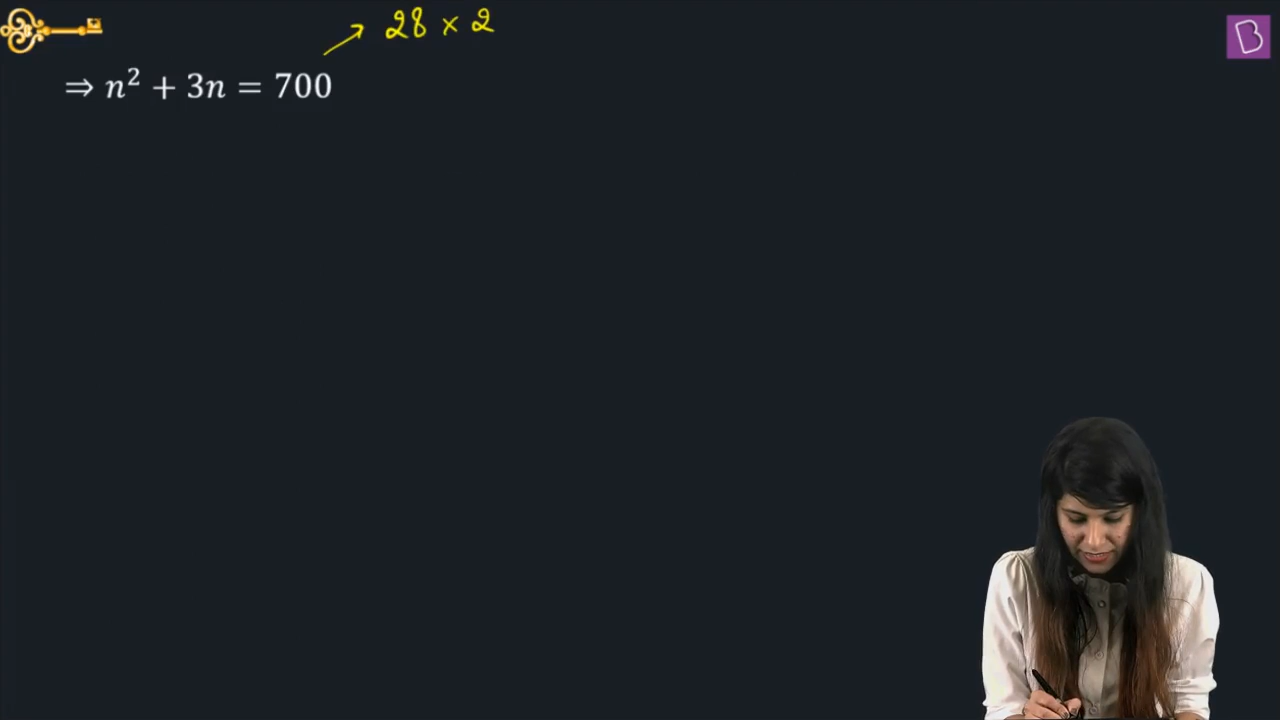 28 × 2
⇒ n² + 3n = 700
B